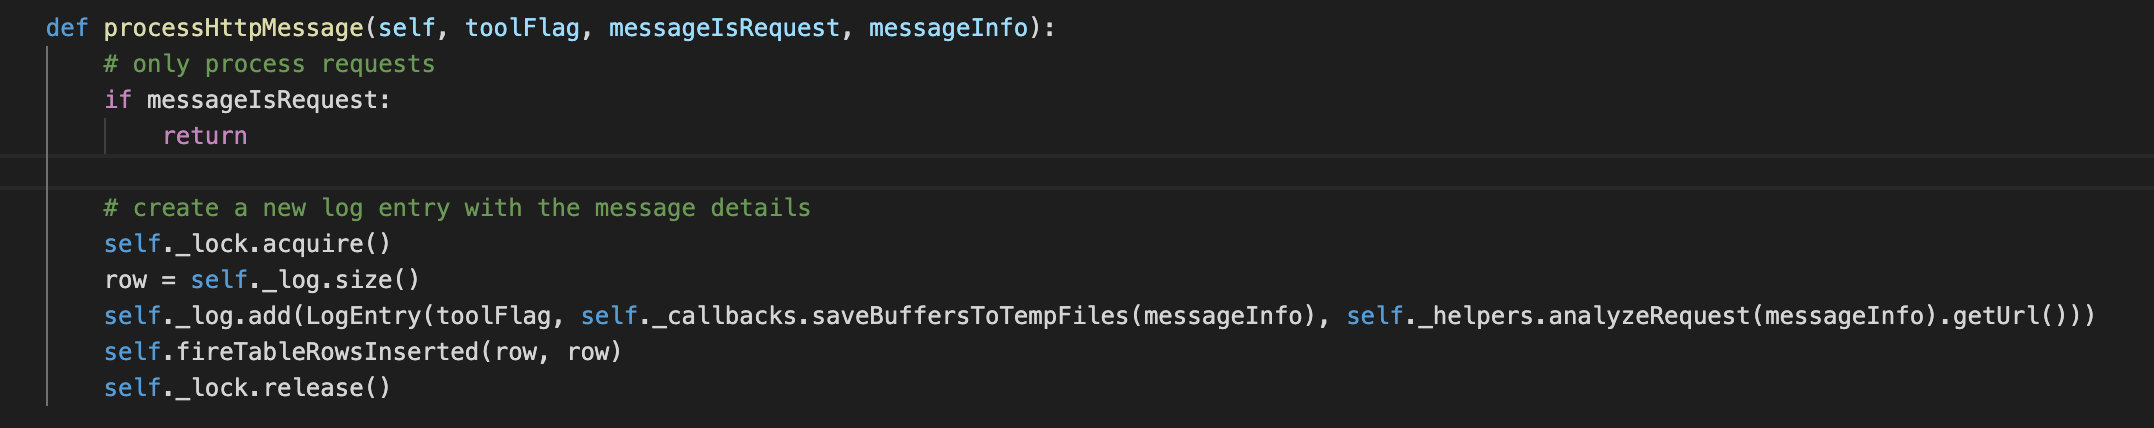 def processHttpMessage(self, toolFlag, messageIsRequest, messageInfo):
    # only process requests
    if messageIsRequest:
        return

    # create a new log entry with the message details
    self._lock.acquire()
    row = self._log.size()
    self._log.add(LogEntry(toolFlag, self._callbacks.saveBuffersToTempFiles(messageInfo), self._helpers.analyzeRequest(messageInfo).getUrl()))
    self.fireTableRowsInserted(row, row)
    self._lock.release()